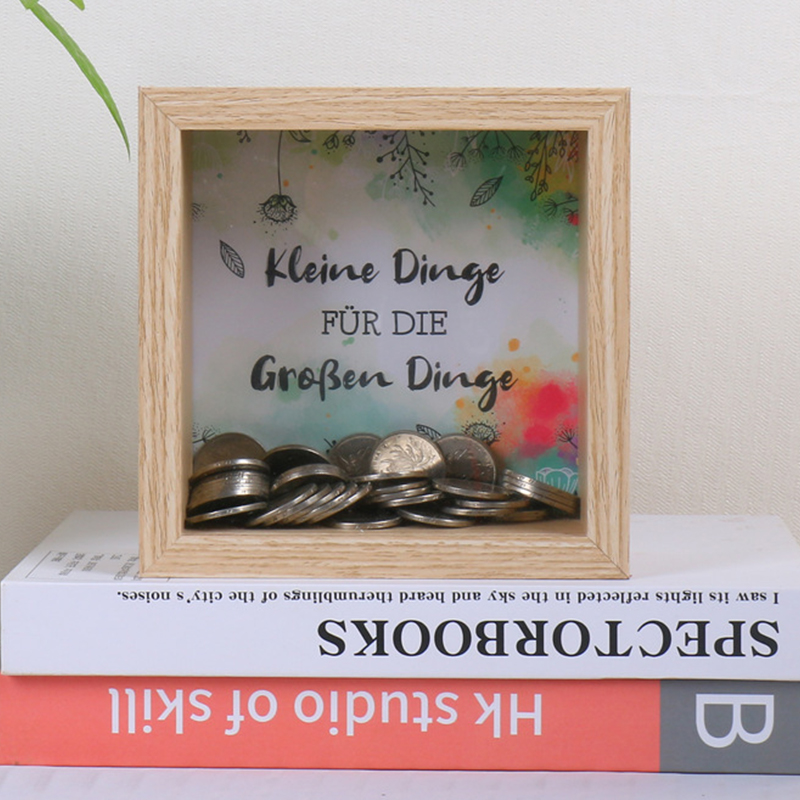 Kleine Dinge
FÜR DIE
Großen Dinge
I saw its lights reflected in the sky and heard therumblings of the city's noises.
SPECTORBOOKS
Hk studio of skill
B